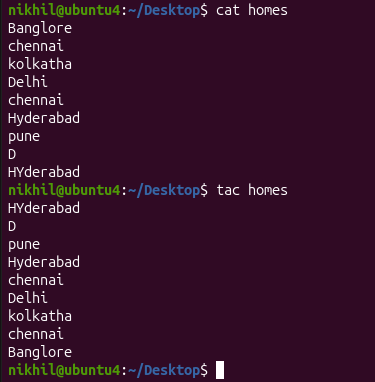 nikhil@ubuntu4:~/Desktop$ cat homes
Banglore
chennai
kolkatha
Delhi
chennai
Hyderabad
pune
D
HYderabad
nikhil@ubuntu4:~/Desktop$ tac homes
HYderabad
D
pune
Hyderabad
chennai
Delhi
kolkatha
chennai
Banglore
nikhil@ubuntu4:~/Desktop$